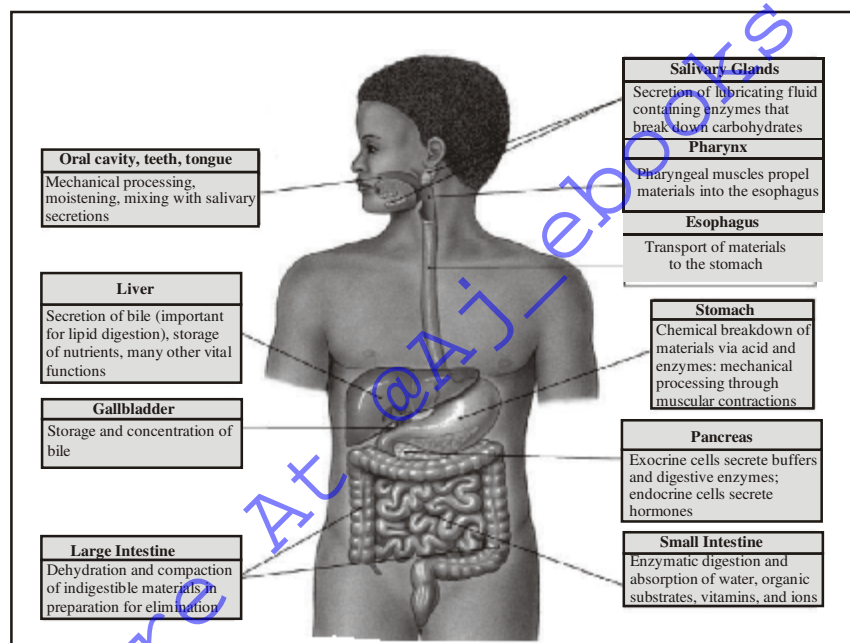 Salivary Glands
Secretion of lubricating fluid
containing enzymes that
break down carbohydrates
Pharynx
Pharyngeal muscles propel
materials into the esophagus
Oral cavity, teeth, tongue
Mechanical processing,
moistening, mixing with salivary
secretions
Esophagus
Transport of materials
to the stomach
Liver
Secretion of bile (important
for lipid digestion), storage
of nutrients, many other vital
functions
Stomach
Chemical breakdown of
materials via acid and
enzymes: mechanical
processing through
muscular contractions
Gallbladder
Storage and concentration of
bile
Pancreas
Exocrine cells secrete buffers
and digestive enzymes;
endocrine cells secrete
hormones
Large Intestine
Dehydration and compaction
of indigestible materials in
preparation for elimination
Small Intestine
Enzymatic digestion and
absorption of water, organic
substrates, vitamins, and ions
re At @Aj_ebooks